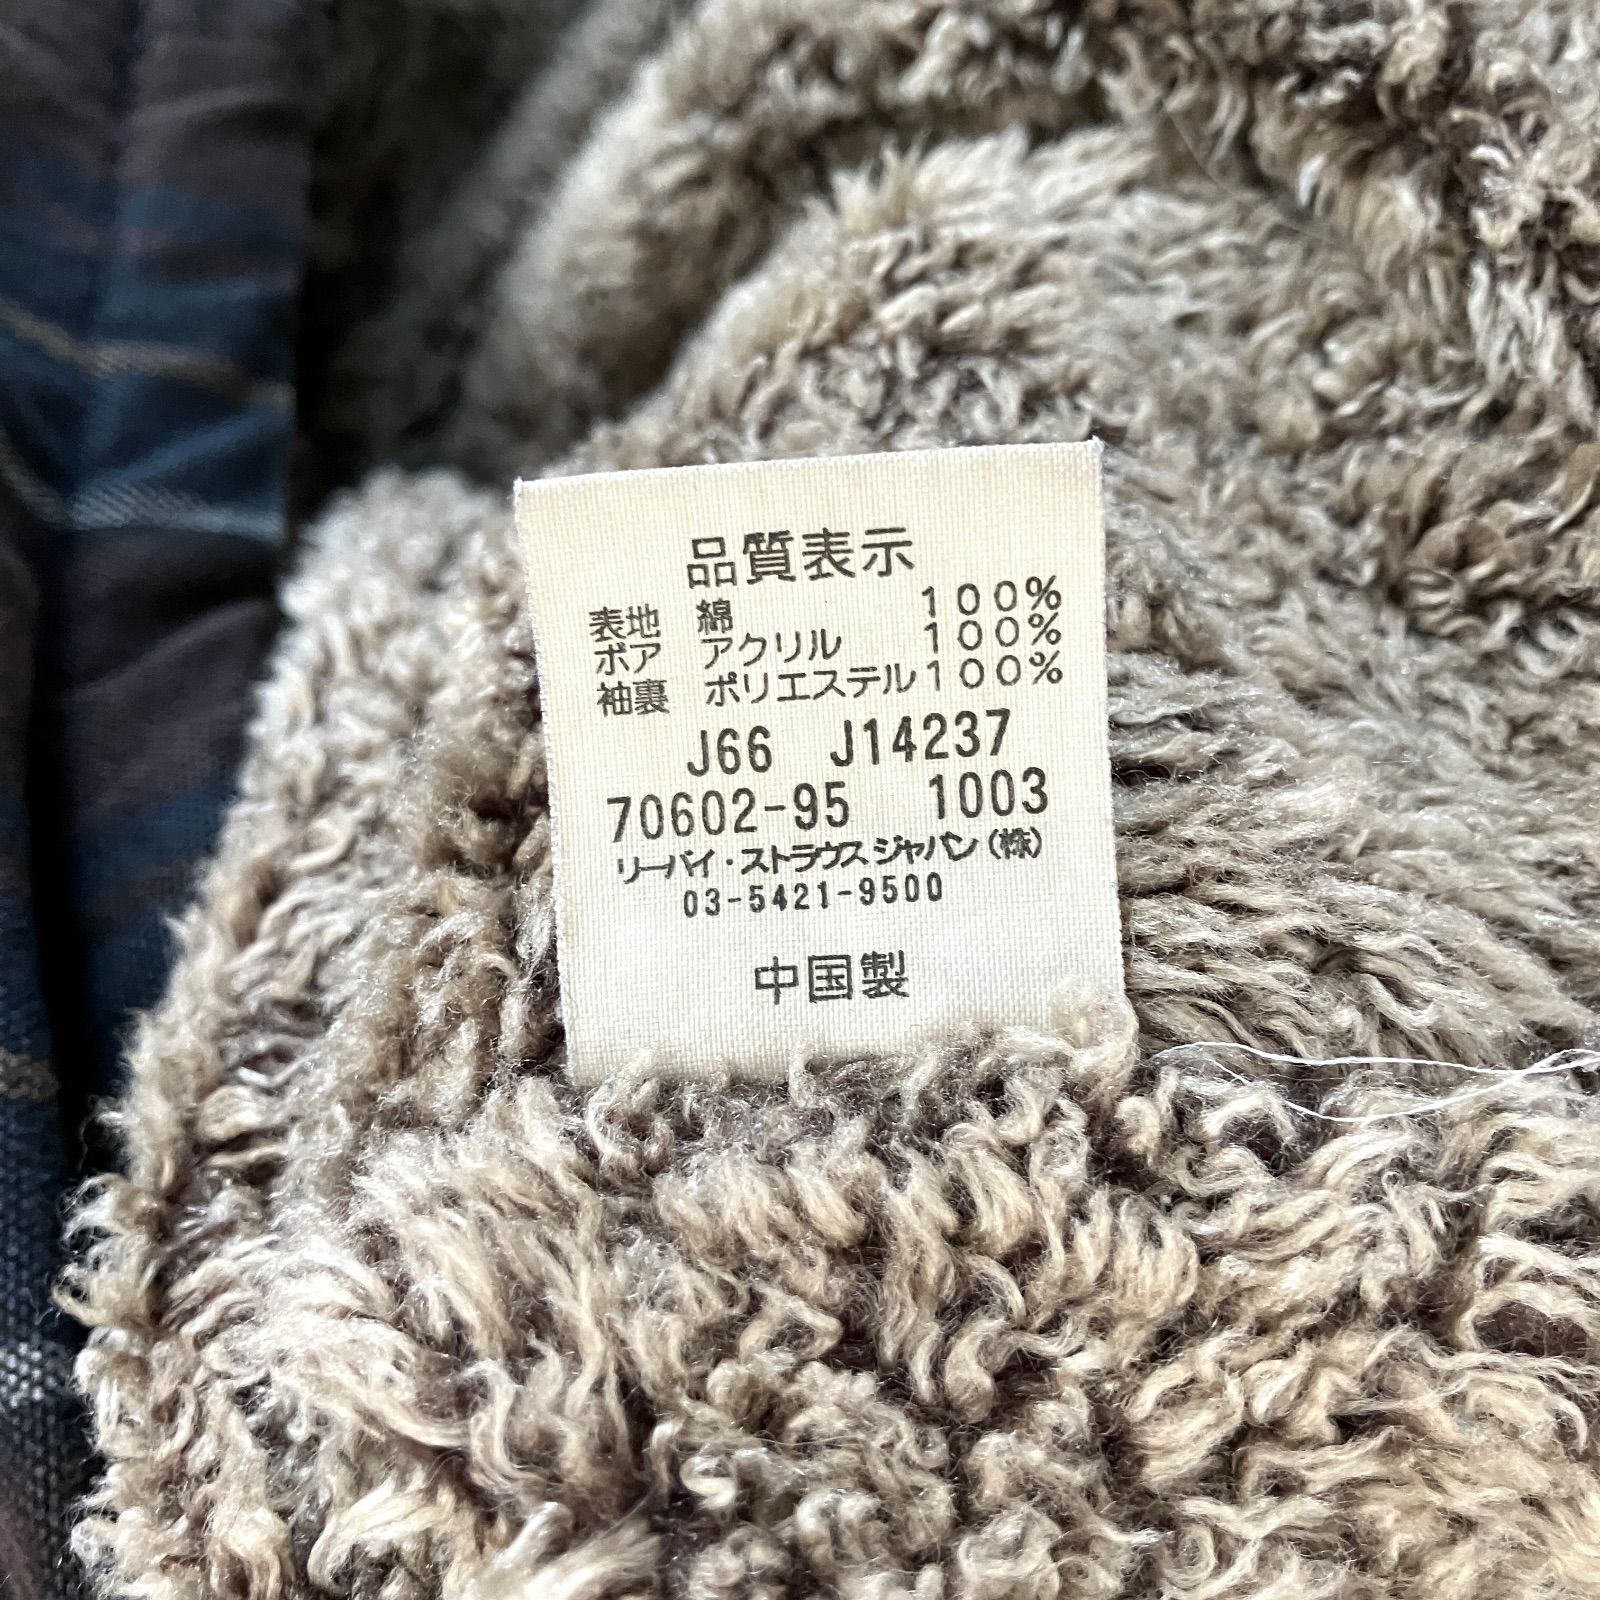 品質表示
表地 綿 100%
ボア アクリル 100%
袖裏 ポリエステル100%
J66 J14237
70602-95 1003
リーバイ・ストラウス ジャパン(株)
03-5421-9500
中国製